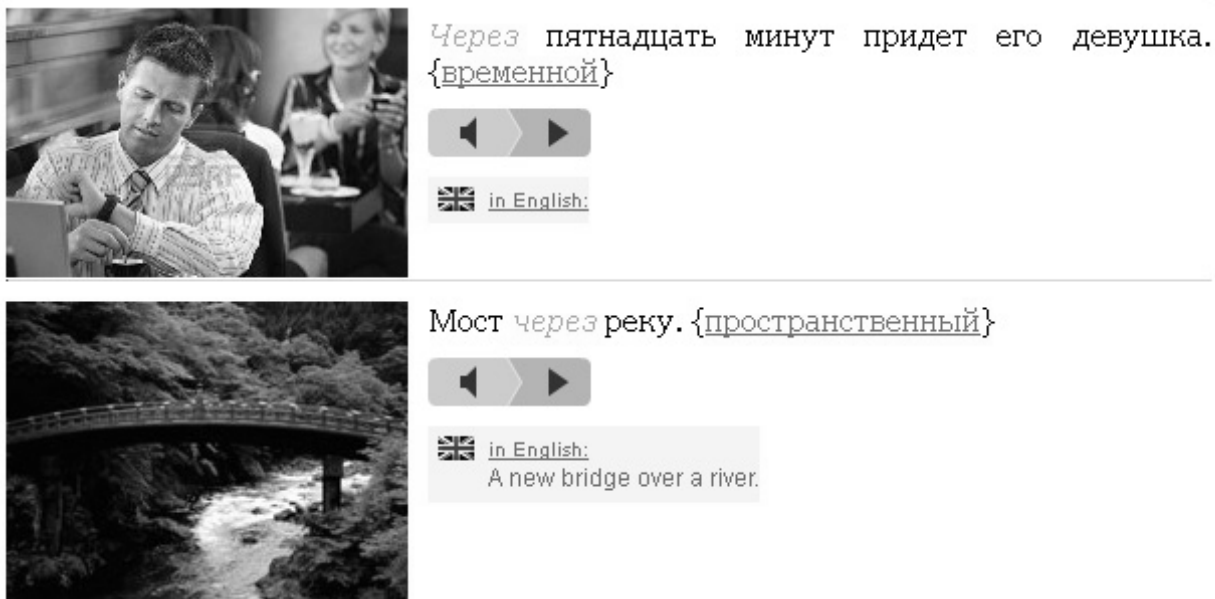 Через пятнадцать минут придет его девушка.
{временной}
in English:
Мост через реку. {пространственный}
in English:
A new bridge over a river.